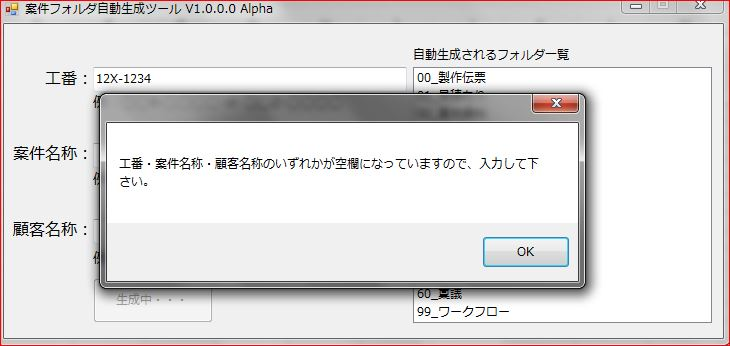 案件フォルダ自動生成ツール V1.0.0.0 Alpha
自動生成されるフォルダ一覧
工番：
12X-1234
00_製作伝票
案件名称：
工番・案件名称・顧客名称のいずれかが空欄になっていますので、入力して下
さい。
顧客名称：
OK
生成中・・・
60_稟議
99_ワークフロー